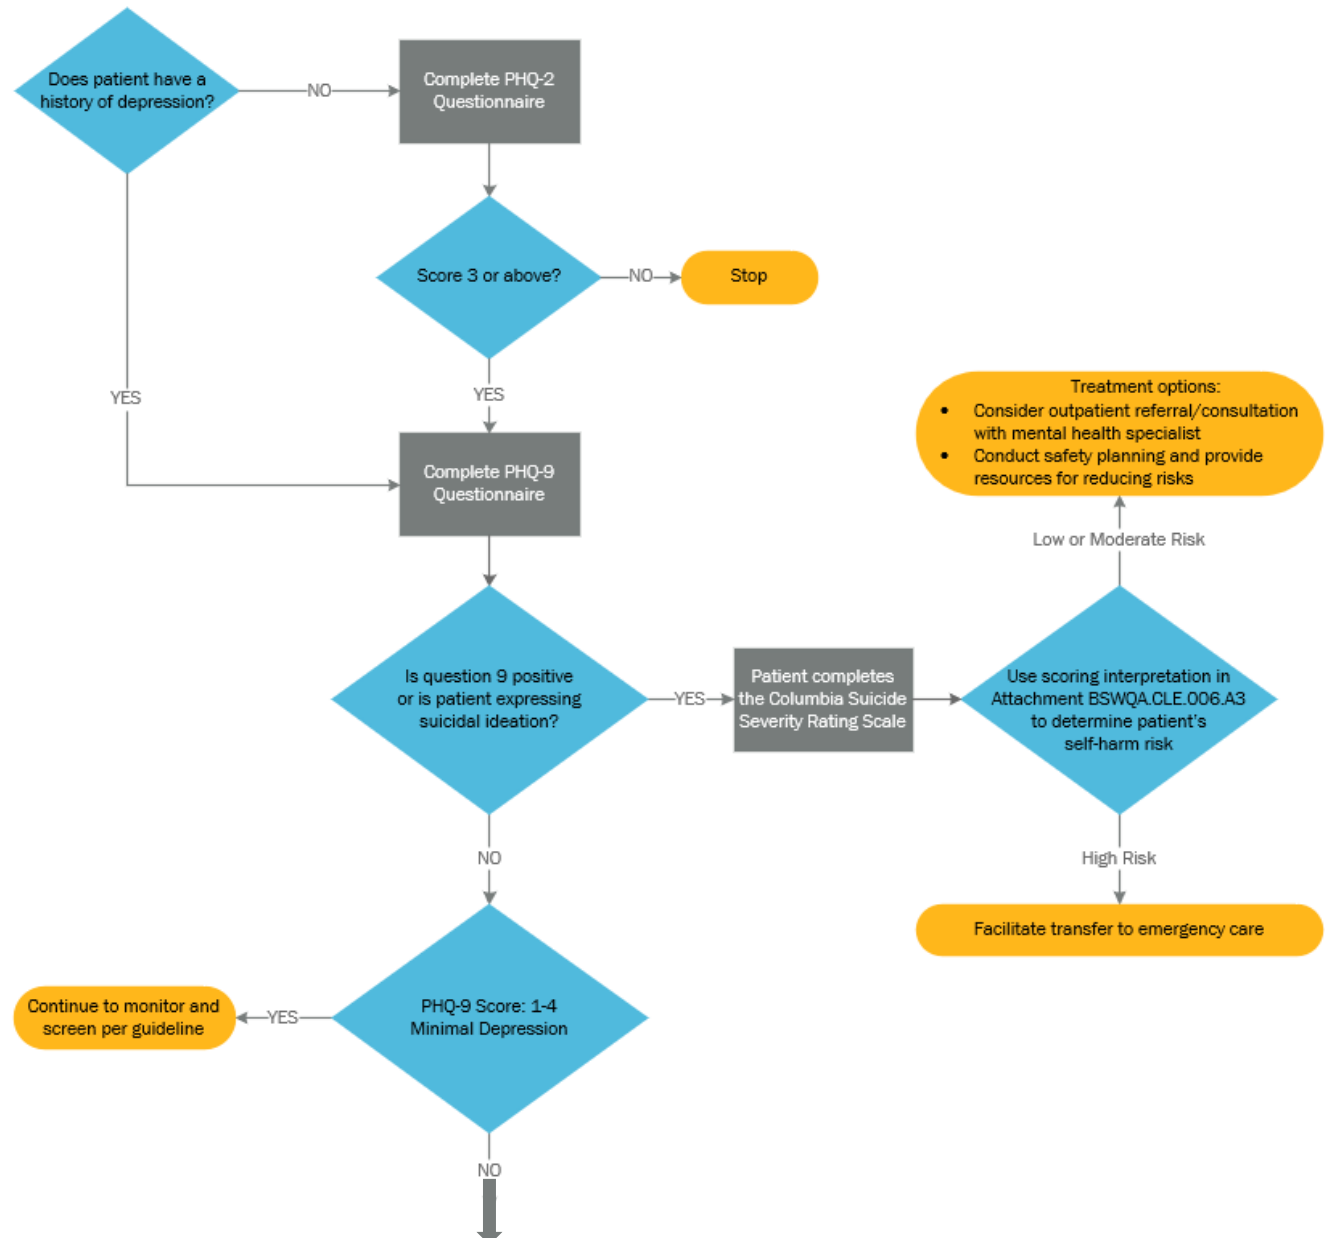 Does patient have a
history of depression?
NO
Complete PHQ-2
Questionnaire
Score 3 or above?
NO
Stop
YES
YES
Complete PHQ-9
Questionnaire
Treatment options:
• Consider outpatient referral/consultation
with mental health specialist
• Conduct safety planning and provide
resources for reducing risks
Low or Moderate Risk
Is question 9 positive
or is patient expressing
suicidal ideation?
YES
Patient completes
the Columbia Suicide
Severity Rating Scale
Use scoring interpretation in
Attachment BSWQA.CLE.006.A3
to determine patient's
self-harm risk
High Risk
Facilitate transfer to emergency care
NO
PHQ-9 Score: 1-4
Minimal Depression
YES
Continue to monitor and
screen per guideline
NO